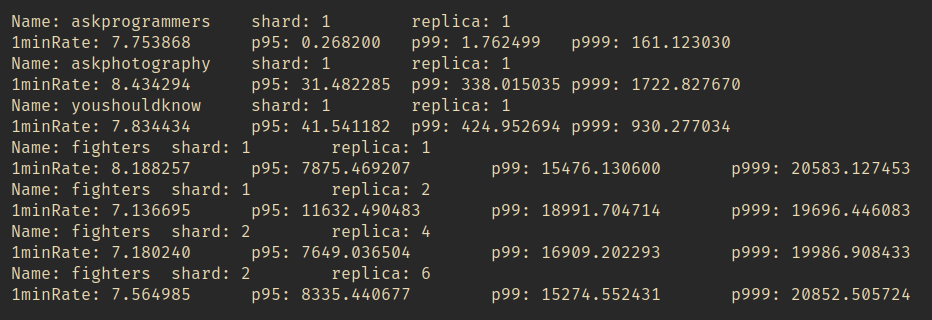 Name: askprogrammers    shard: 1        replica: 1
1minRate: 7.753868      p95: 0.268200   p99: 1.762499   p999: 161.123030
Name: askphotography    shard: 1        replica: 1
1minRate: 8.434294      p95: 31.482285  p99: 338.015035 p999: 1722.827670
Name: youshouldknow     shard: 1        replica: 1
1minRate: 7.834434      p95: 41.541182  p99: 424.952694 p999: 930.277034
Name: fighters  shard: 1        replica: 1
1minRate: 8.188257      p95: 7875.469207        p99: 15476.130600       p999: 20583.127453
Name: fighters  shard: 1        replica: 2
1minRate: 7.136695      p95: 11632.490483       p99: 18991.704714       p999: 19696.446083
Name: fighters  shard: 2        replica: 4
1minRate: 7.180240      p95: 7649.036504        p99: 16909.202293       p999: 19986.908433
Name: fighters  shard: 2        replica: 6
1minRate: 7.564985      p95: 8335.440677        p99: 15274.552431       p999: 20852.505724